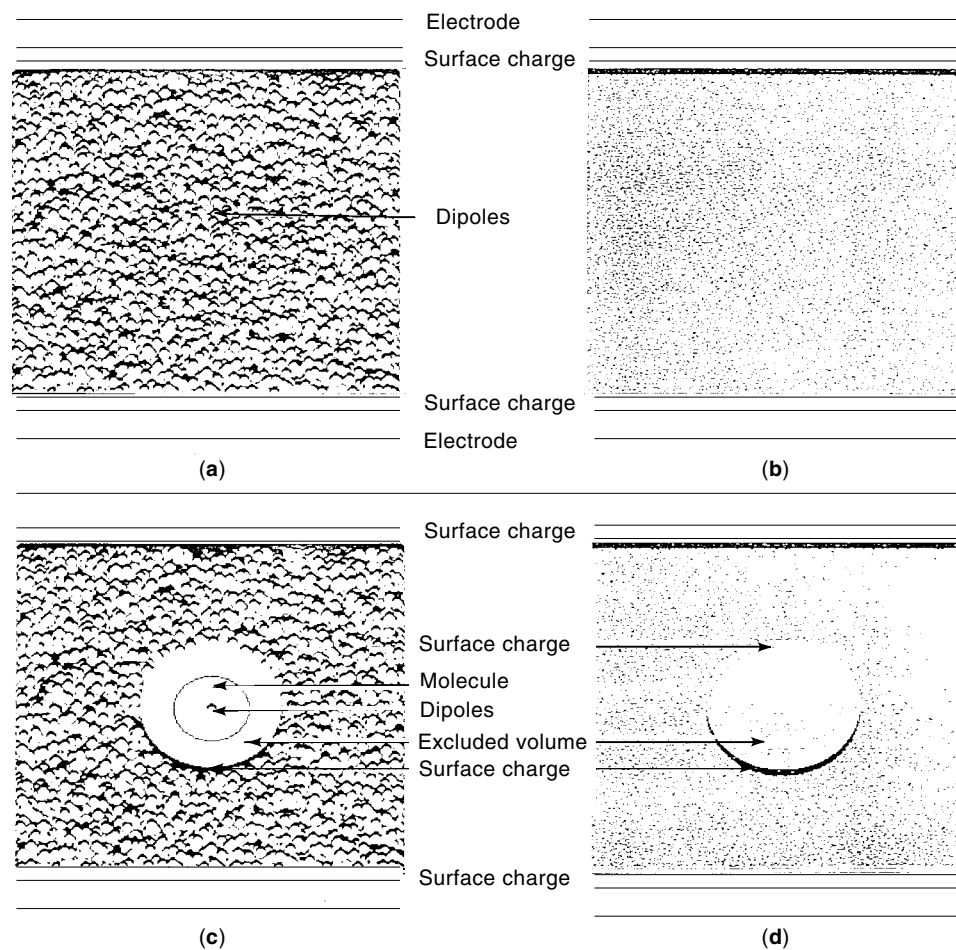 Electrode
Surface charge
Dipoles
Surface charge
Electrode
(a)
(b)
Surface charge
Surface charge
Molecule
Dipoles
Excluded volume
Surface charge
Surface charge
(c)
(d)